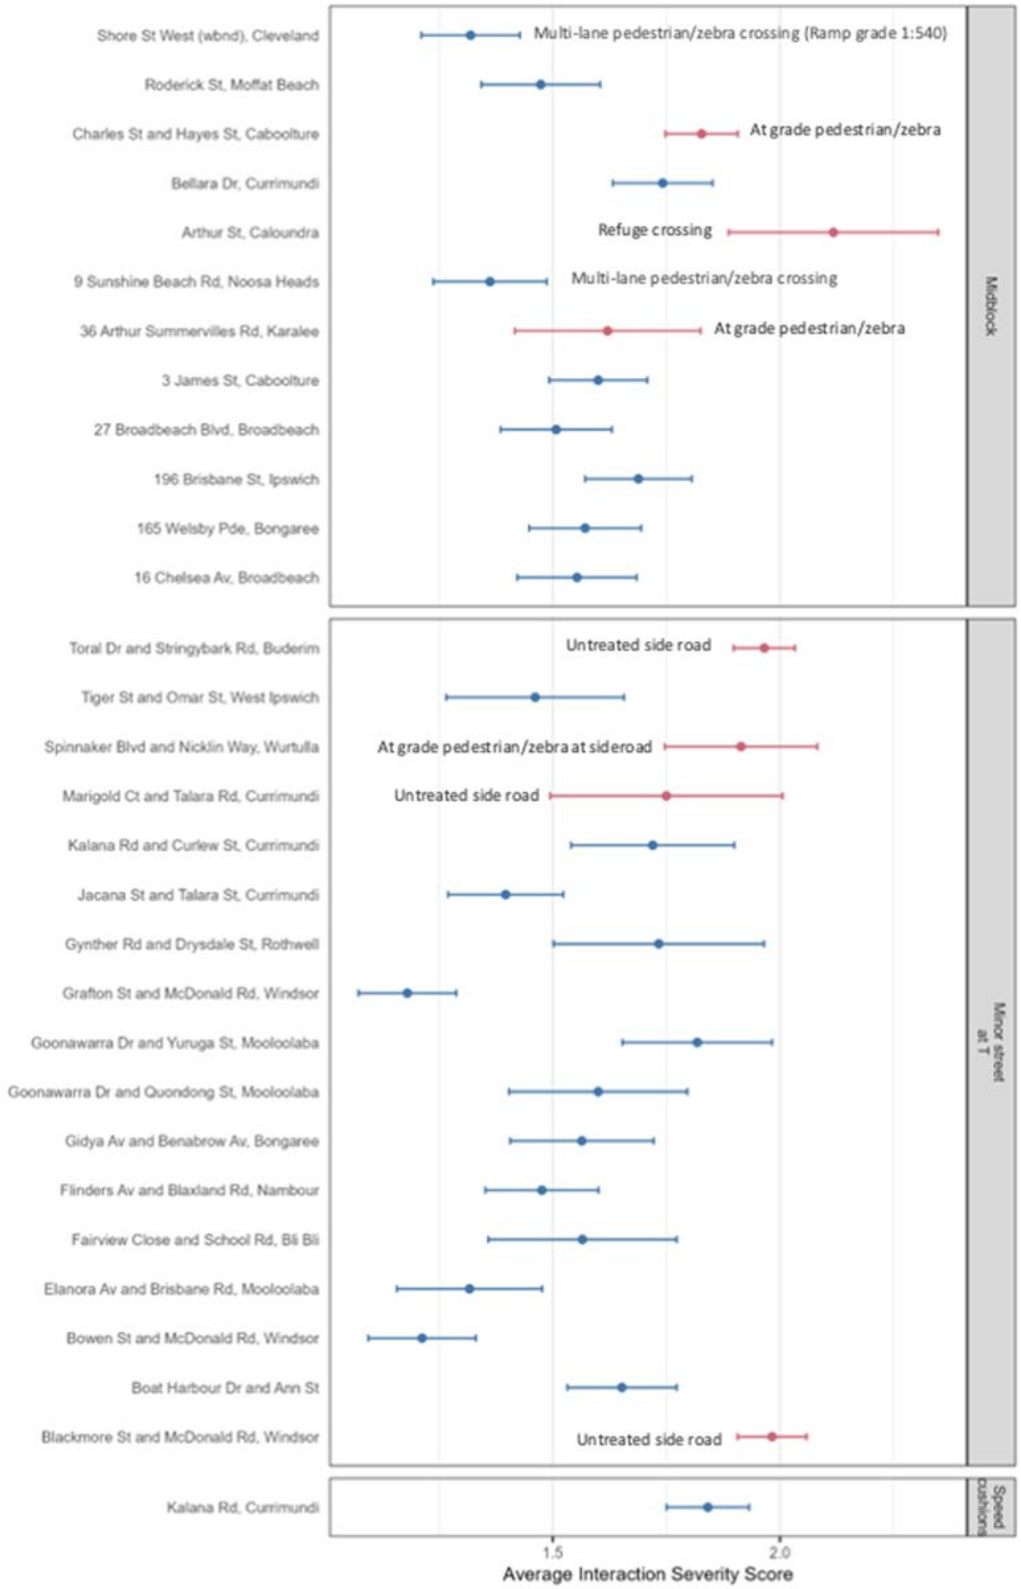 Shore St West (wbnd), Cleveland
Multi-lane pedestrian/zebra crossing (Ramp grade 1:540)
Roderick St, Moffat Beach
Charles St and Hayes St, Caboolture
At grade pedestrian/zebra
Bellara Dr, Currimundi
Arthur St, Caloundra
Refuge crossing
9 Sunshine Beach Rd, Noosa Heads
Multi-lane pedestrian/zebra crossing
36 Arthur Summervilles Rd, Karalee
At grade pedestrian/zebra
3 James St, Caboolture
27 Broadbeach Blvd, Broadbeach
196 Brisbane St, Ipswich
165 Welsby Pde, Bongaree
16 Chelsea Av, Broadbeach
Midblock
Toral Dr and Stringybark Rd, Buderim
Untreated side road
Tiger St and Omar St, West Ipswich
Spinnaker Blvd and Nicklin Way, Wurtulla
At grade pedestrian/zebra at sideroad
Marigold Ct and Talara Rd, Currimundi
Untreated side road
Kalana Rd and Curlew St, Currimundi
Jacana St and Talara St, Currimundi
Gynther Rd and Drysdale St, Rothwell
Grafton St and McDonald Rd, Windsor
Goonawarra Dr and Yuruga St, Mooloolaba
Goonawarra Dr and Quondong St, Mooloolaba
Gidya Av and Benabrow Av, Bongaree
Flinders Av and Blaxland Rd, Nambour
Fairview Close and School Rd, Bli Bli
Elanora Av and Brisbane Rd, Mooloolaba
Bowen St and McDonald Rd, Windsor
Boat Harbour Dr and Ann St
Blackmore St and McDonald Rd, Windsor
Untreated side road
Minor street
at T
Kalana Rd, Currimundi
Speed
cushions
1.5
2.0
Average Interaction Severity Score